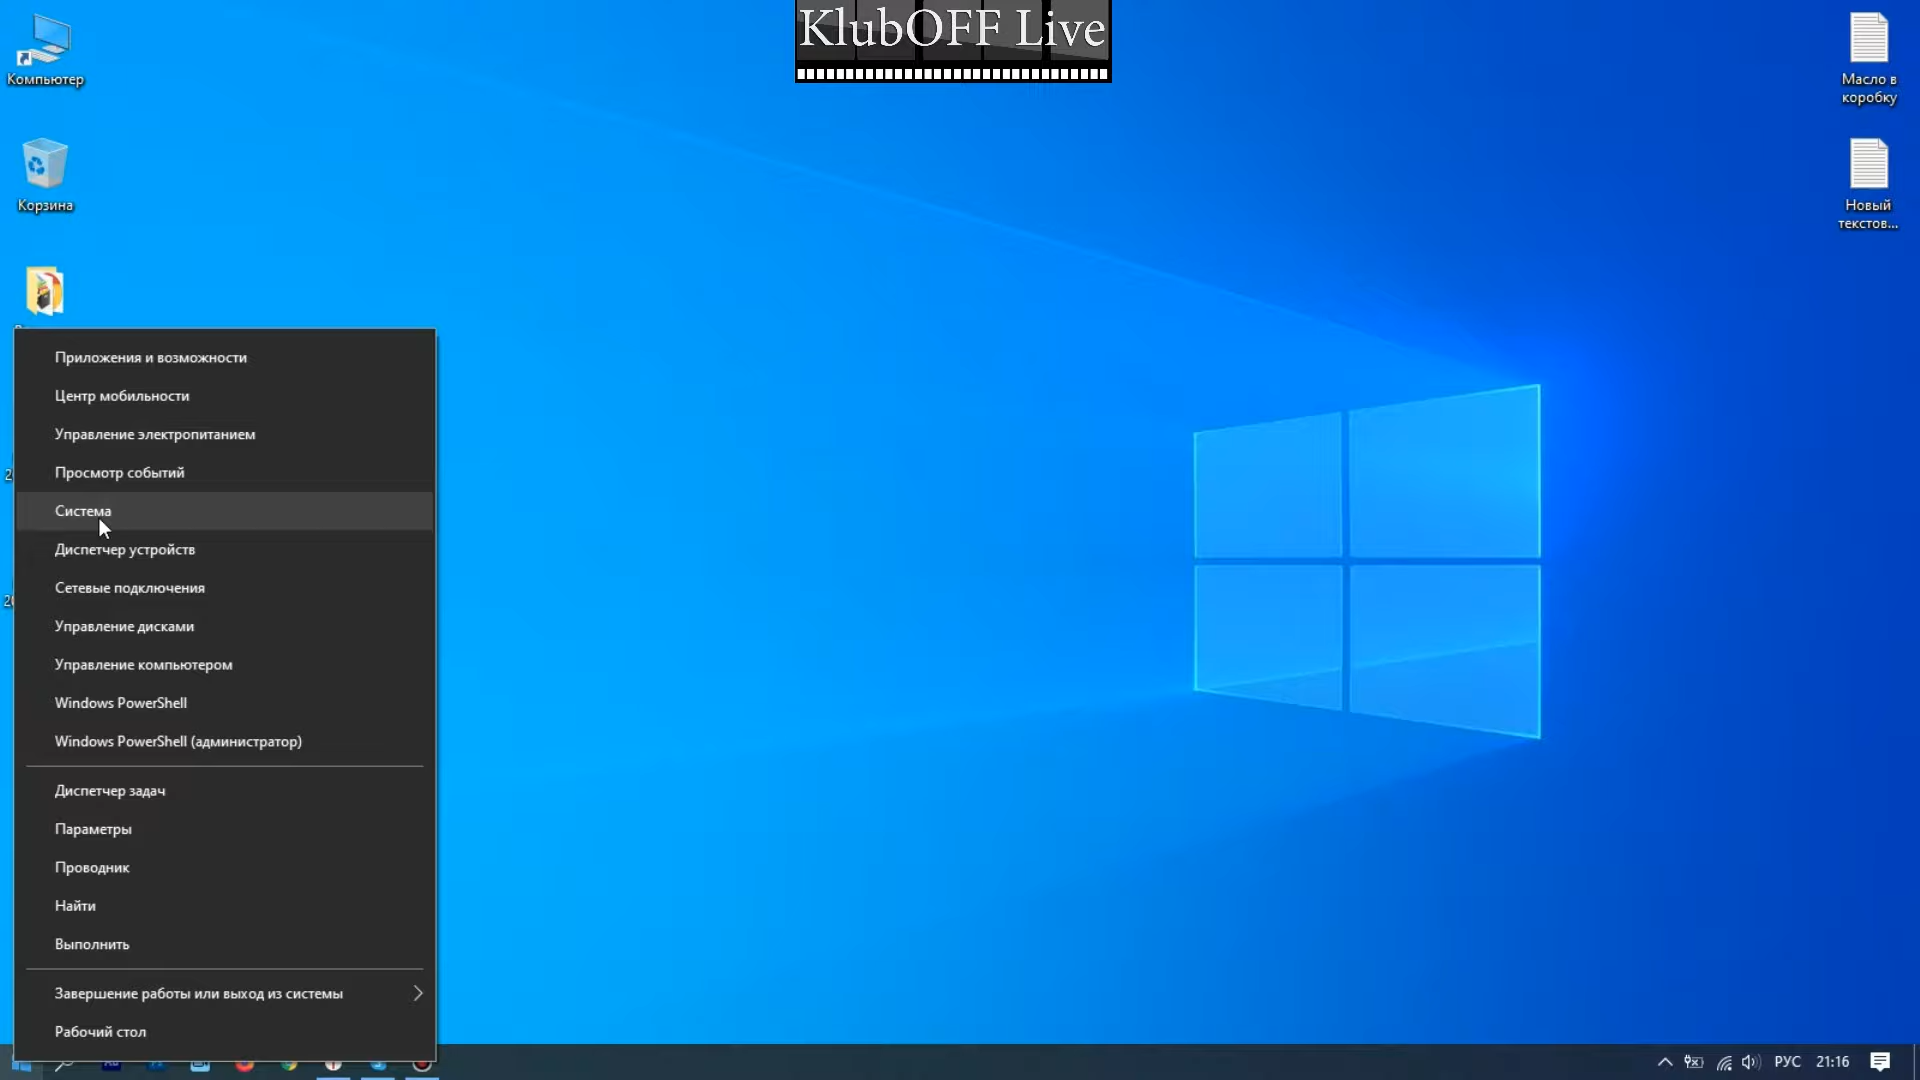 KlubOFF Live
Компьютер
Корзина
Масло в
коробку
Новый
текстов...
Приложения и возможности
Центр мобильности
Управление электропитанием
Просмотр событий
Система
Диспетчер устройств
Сетевые подключения
Управление дисками
Управление компьютером
Windows PowerShell
Windows PowerShell (администратор)
Диспетчер задач
Параметры
Проводник
Найти
Выполнить
Завершение работы или выход из системы
Рабочий стол
РУС
21:16